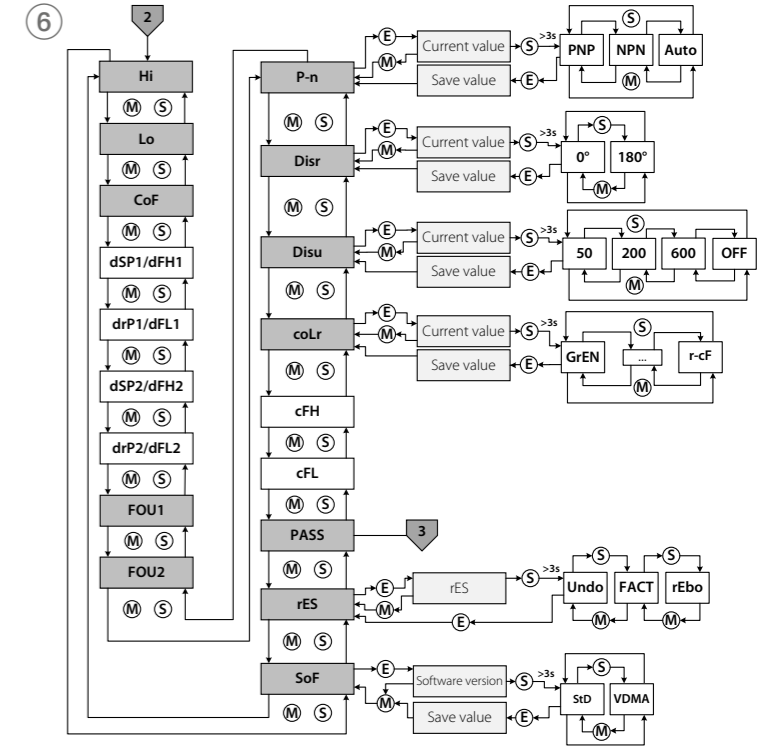 6
2
Hi
M S
Lo
M S
CoF
M S
dSP1/dFH1
M S
drP1/dFL1
M S
dSP2/dFH2
M S
drP2/dFL2
M S
FOU1
M S
FOU2
M S
P-n
E
M
Current value
S >3s
Save value
E
S
PNP NPN Auto
M
M S
Disr
E
M
Current value
S >3s
Save value
E
S
0° 180°
M
M S
Disu
E
M
Current value
S >3s
Save value
E
S
50 200 600 OFF
M
M S
coLr
E
M
Current value
S >3s
Save value
E
S
GrEN ... r-cF
M
M S
cFH
M S
cFL
M S
PASS
3
M S
rES
E
M
rES
S >3s
E
S S
Undo FACT rEbo
M M
M S
SoF
E
M
Software version
S >3s
Save value
E
S
StD VDMA
M
M S